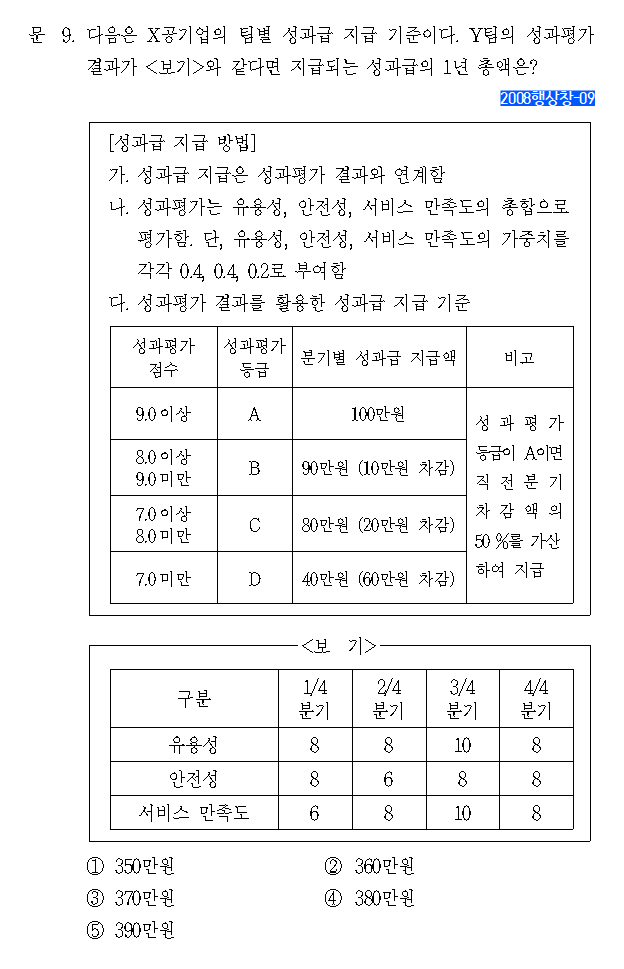 문 9. 다음은 X공기업의 팀별 성과급 지급 기준이다. Y팀의 성과평가
결과가 <보기>와 같다면 지급되는 성과급의 1년 총액은?
2008행상창-09
[성과급 지급 방법]
가. 성과급 지급은 성과평가 결과와 연계함
나. 성과평가는 유용성, 안전성, 서비스 만족도의 총합으로
평가함. 단, 유용성, 안전성, 서비스 만족도의 가중치를
각각 0.4, 0.4, 0.2로 부여함
다. 성과평가 결과를 활용한 성과급 지급 기준
성과평가 점수 성과평가 등급 분기별 성과급 지급액 비고
9.0 이상 A 100만원
8.0 이상 9.0 미만 B 90만원 (10만원 차감)
7.0 이상 8.0 미만 C 80만원 (20만원 차감)
7.0 미만 D 40만원 (60만원 차감)
성 과 평 가
등급이 A이면
직 전 분 기
차 감 액 의
50 %를 가산
하여 지급
<보 기>
구분 1/4 분기 2/4 분기 3/4 분기 4/4 분기
유용성 8 8 10 8
안전성 8 6 8 8
서비스 만족도 6 8 10 8
① 350만원 ② 360만원
③ 370만원 ④ 380만원
⑤ 390만원